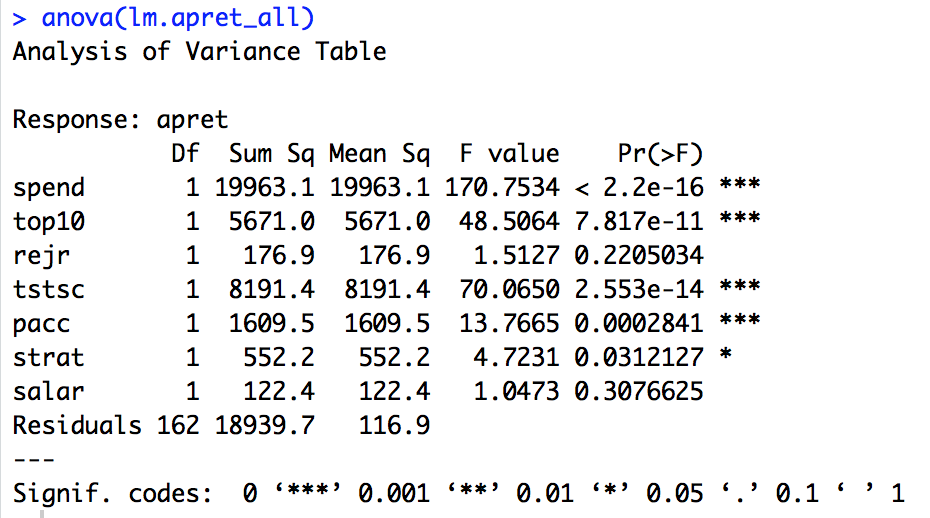 > anova(lm.apret_all)
Analysis of Variance Table

Response: apret
           Df  Sum Sq Mean Sq  F value    Pr(>F)
spend       1 19963.1 19963.1 170.7534 < 2.2e-16 ***
top10       1  5671.0  5671.0  48.5064 7.817e-11 ***
rejr        1   176.9   176.9   1.5127 0.2205034
tstsc       1  8191.4  8191.4  70.0650 2.553e-14 ***
pacc        1  1609.5  1609.5  13.7665 0.0002841 ***
strat       1   552.2   552.2   4.7231 0.0312127 *
salar       1   122.4   122.4   1.0473 0.3076625
Residuals 162 18939.7   116.9
---
Signif. codes:  0 ‘***’ 0.001 ‘**’ 0.01 ‘*’ 0.05 ‘.’ 0.1 ‘ ’ 1